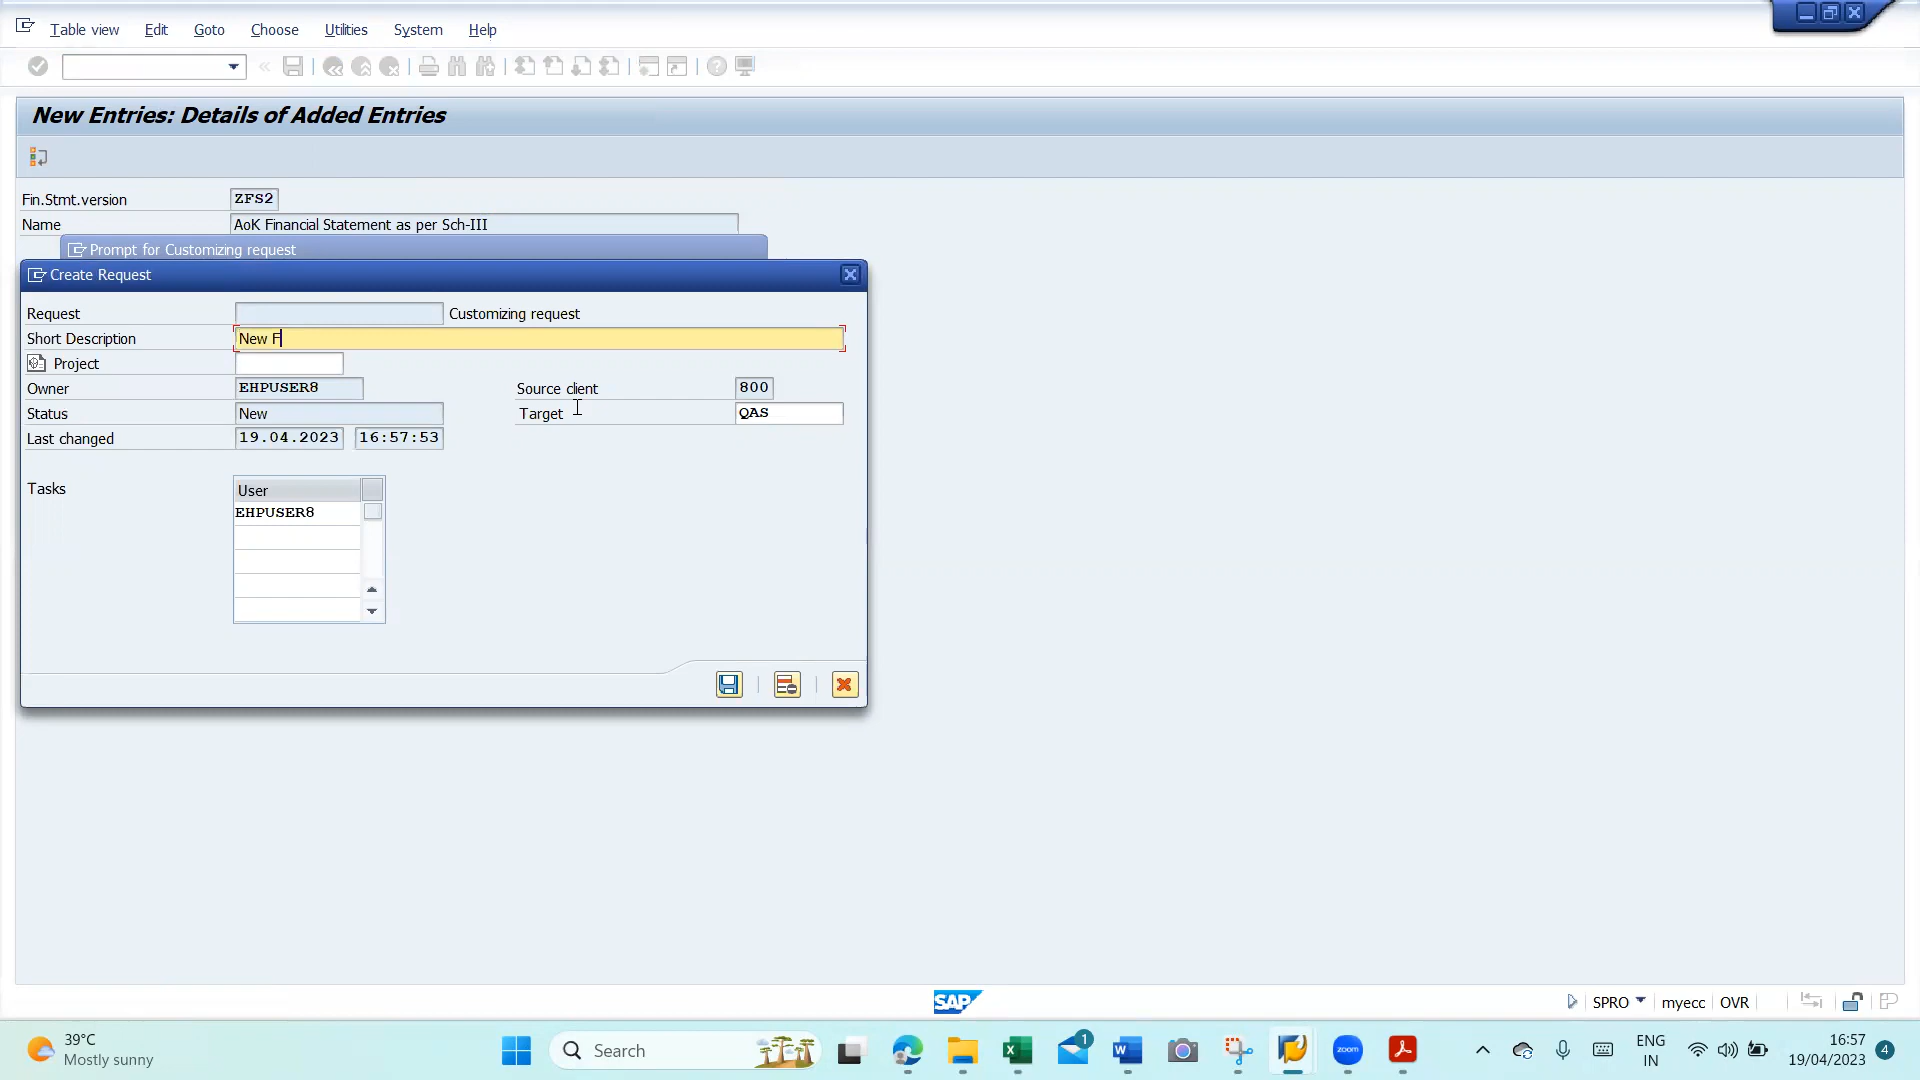 Table view Edit Goto Choose Utilities System Help
New Entries: Details of Added Entries
Fin.Stmt.version ZFS2
Name AoK Financial Statement as per Sch-III
Prompt for Customizing request
Create Request
Request Customizing request
Short Description New F
Project
Owner EHPUSER8 Source client 800
Status New Target QAS
Last changed 19.04.2023 16:57:53
Tasks User
EHPUSER8
SAP
SPRO myecc OVR
39°C
Mostly sunny
Search
1
W
zoom
ENG
IN
16:57
19/04/2023
4